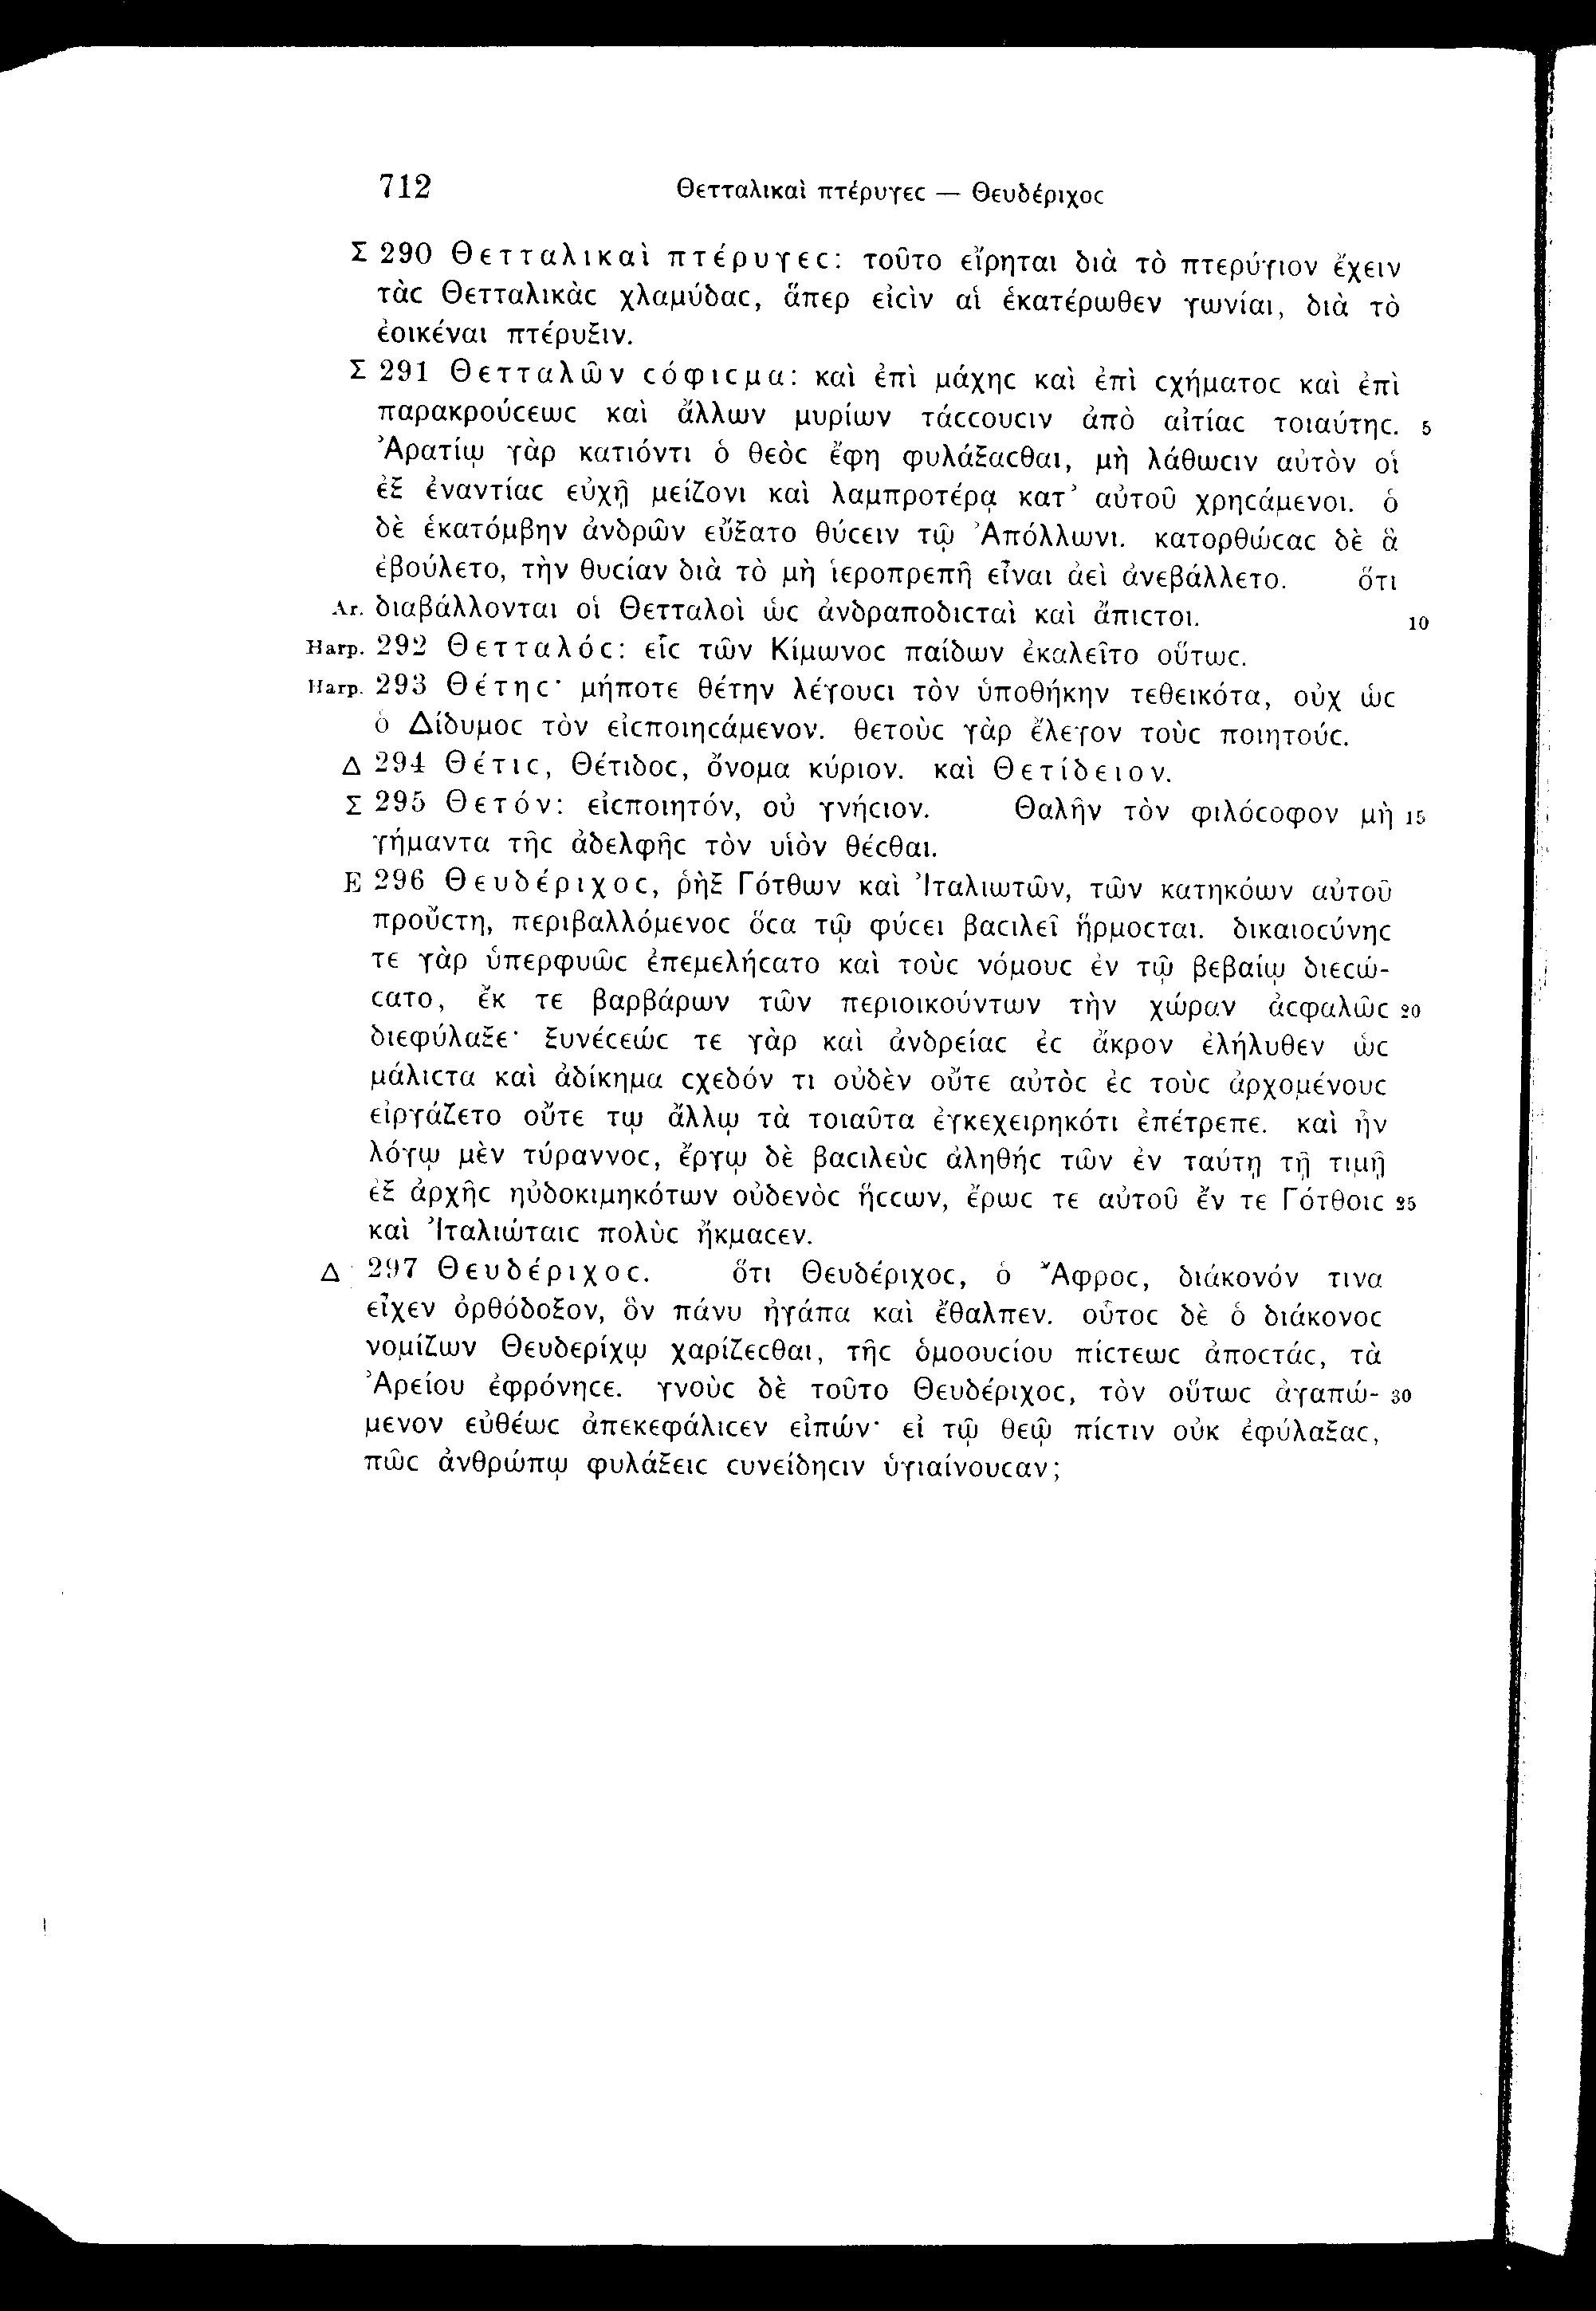 712 Θετταλικαὶ πτέρυγεϲ — Θευδέριχοϲ
Σ 290 Θετταλικαὶ πτέρυγεϲ: τοῦτο εἴρηται διὰ τὸ πτερύγιον ἔχειν
τὰϲ Θετταλικὰϲ χλαμύδαϲ, ἅπερ εἰϲὶν αἱ ἑκατέρωθεν γωνίαι, διὰ τὸ
ἐοικέναι πτέρυξιν.
Σ 291 Θετταλῶν ϲόφιϲμα: καὶ ἐπὶ μάχηϲ καὶ ἐπὶ ϲχήματοϲ καὶ ἐπὶ
παρακρούϲεωϲ καὶ ἄλλων μυρίων τάϲϲουϲιν ἀπὸ αἰτίαϲ τοιαύτηϲ. 5
Ἀρατίῳ γὰρ κατιόντι ὁ θεὸϲ ἔφη φυλάξαϲθαι, μὴ λάθωϲιν αὐτὸν οἱ
ἐξ ἐναντίαϲ εὐχῇ μείζονι καὶ λαμπροτέρᾳ κατ’ αὐτοῦ χρηϲάμενοι. ὁ
δὲ ἑκατόμβην ἀνδρῶν εὔξατο θύϲειν τῷ Ἀπόλλωνι. κατορθώϲαϲ δὲ ἃ
ἐβούλετο, τὴν θυϲίαν διὰ τὸ μὴ ἱεροπρεπῆ εἶναι ἀεὶ ἀνεβάλλετο. ὅτι
Ar. διαβάλλονται οἱ Θετταλοὶ ὡϲ ἀνδραποδιϲταὶ καὶ ἄπιϲτοι. 10
Harp. 292 Θετταλόϲ: εἷϲ τῶν Κίμωνοϲ παίδων ἐκαλεῖτο οὕτωϲ.
Harp. 293 Θέτηϲ· μήποτε θέτην λέγουϲι τὸν ὑποθήκην τεθεικότα, οὐχ ὡϲ
ὁ Δίδυμοϲ τὸν εἰϲποιηϲάμενον. θετοὺϲ γὰρ ἔλεγον τοὺϲ ποιητούϲ.
Δ 294 Θέτιϲ, Θέτιδοϲ, ὄνομα κύριον. καὶ Θετίδειον.
Σ 295 Θετόν: εἰϲποιητόν, οὐ γνήϲιον. Θαλῆν τὸν φιλόϲοφον μὴ 15
γήμαντα τῆϲ ἀδελφῆϲ τὸν υἱὸν θέϲθαι.
E 296 Θευδέριχοϲ, ῥὴξ Γότθων καὶ Ἰταλιωτῶν, τῶν κατηκόων αὐτοῦ
προὔϲτη, περιβαλλόμενοϲ ὅϲα τῷ φύϲει βαϲιλεῖ ἥρμοϲται. δικαιοϲύνηϲ
τε γὰρ ὑπερφυῶϲ ἐπεμελήϲατο καὶ τοὺϲ νόμουϲ ἐν τῷ βεβαίῳ διεϲώ-
ϲατο, ἔκ τε βαρβάρων τῶν περιοικούντων τὴν χώραν ἀϲφαλῶϲ 20
διεφύλαξε· ξυνέϲεώϲ τε γὰρ καὶ ἀνδρείαϲ ἐϲ ἄκρον ἐλήλυθεν ὡϲ
μάλιϲτα καὶ ἀδίκημα ϲχεδόν τι οὐδὲν οὔτε αὐτὸϲ ἐϲ τοὺϲ ἀρχομένουϲ
εἰργάζετο οὔτε τῳ ἄλλῳ τὰ τοιαῦτα ἐγκεχειρηκότι ἐπέτρεπε. καὶ ἦν
λόγῳ μὲν τύραννοϲ, ἔργῳ δὲ βαϲιλεὺϲ ἀληθήϲ τῶν ἐν ταύτῃ τῇ τιμῇ
ἐξ ἀρχῆϲ ηὐδοκιμηκότων οὐδενὸϲ ἥϲϲων, ἔρωϲ τε αὐτοῦ ἔν τε Γότθοιϲ 25
καὶ Ἰταλιώταιϲ πολὺϲ ἤκμαϲεν.
Δ 297 Θευδέριχοϲ. ὅτι Θευδέριχοϲ, ὁ Ἄφροϲ, διάκονόν τινα
εἶχεν ὀρθόδοξον, ὃν πάνυ ἠγάπα καὶ ἔθαλπεν. οὗτοϲ δὲ ὁ διάκονοϲ
νομίζων Θευδερίχῳ χαρίζεϲθαι, τῆϲ ὁμοουϲίου πίϲτεωϲ ἀποϲτάϲ, τὰ
Ἀρείου ἐφρόνηϲε. γνοὺϲ δὲ τοῦτο Θευδέριχοϲ, τὸν οὕτωϲ ἀγαπώ- 30
μενον εὐθέωϲ ἀπεκεφάλιϲεν εἰπών· εἰ τῷ θεῷ πίϲτιν οὐκ ἐφύλαξαϲ,
πῶϲ ἀνθρώπῳ φυλάξειϲ ϲυνείδηϲιν ὑγιαίνουϲαν;